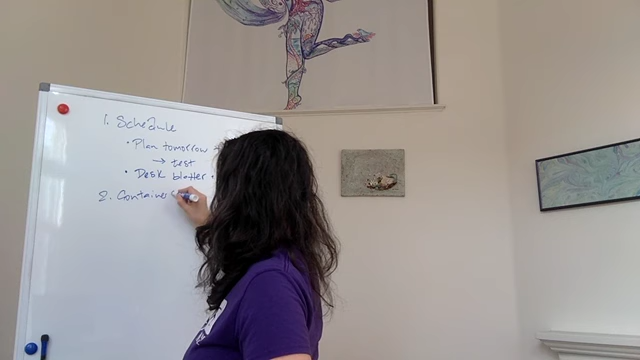 1. Schedule
• Plan tomorrow
→ test
• Desk blotter
2. Container